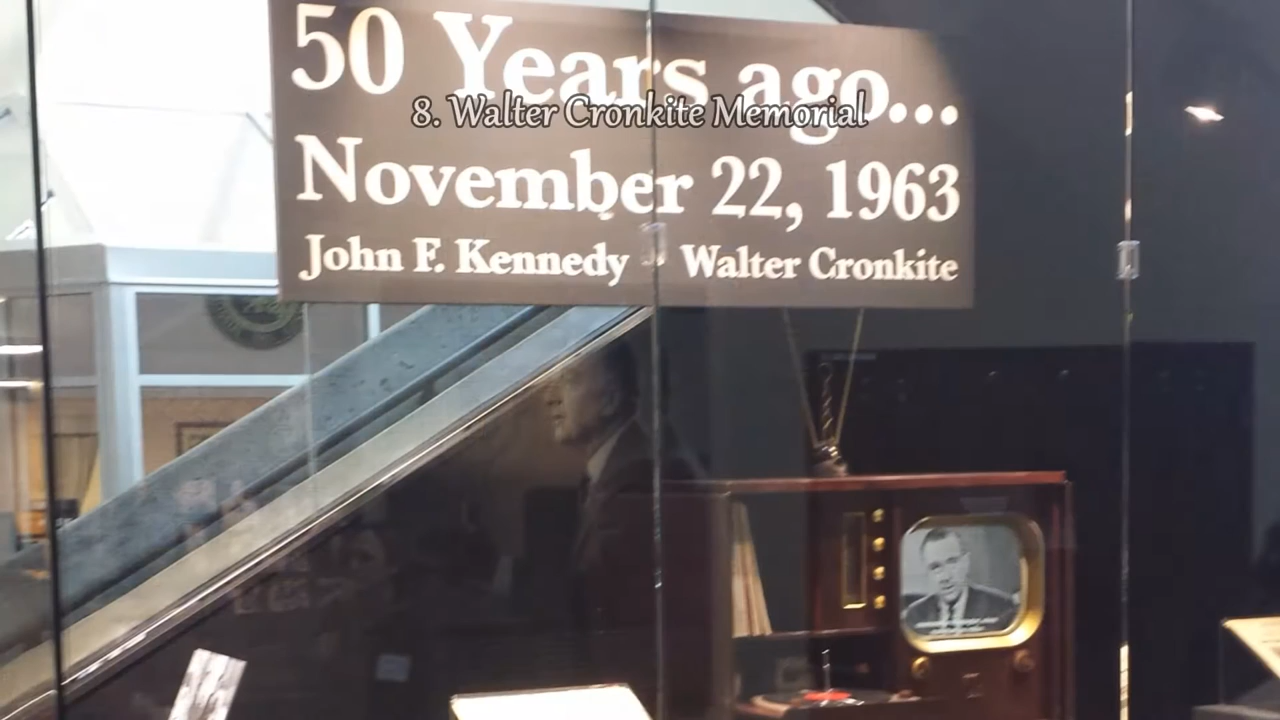 50 Years ago...
8. Walter Cronkite Memorial
November 22, 1963
John F. Kennedy Walter Cronkite